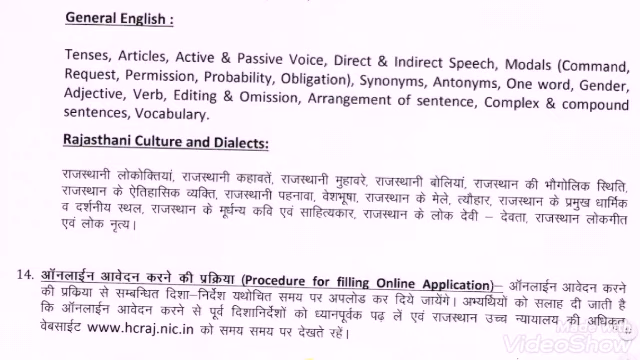 General English :
Tenses, Articles, Active & Passive Voice, Direct & Indirect Speech, Modals (Command,
Request, Permission, Probability, Obligation), Synonyms, Antonyms, One word, Gender,
Adjective, Verb, Editing & Omission, Arrangement of sentence, Complex & compound
sentences, Vocabulary.
Rajasthani Culture and Dialects:
राजस्थानी लोकोक्तियां, राजस्थानी कहावतें, राजस्थानी मुहावरे, राजस्थानी बोलियां, राजस्थान की भौगोलिक स्थिति,
राजस्थान के ऐतिहासिक व्यक्ति, राजस्थानी पहनावा, वेशभूषा, राजस्थान के मेले, त्यौहार, राजस्थान के प्रमुख धार्मिक
व दर्शनीय स्थल, राजस्थान के मूर्धन्य कवि एवं साहित्यकार, राजस्थान के लोक देवी – देवता, राजस्थान लोकगीत
एवं लोक नृत्य।
14. ऑनलाईन आवेदन करने की प्रक्रिया (Procedure for filling Online Application)– ऑनलाईन आवेदन करने
की प्रक्रिया से सम्बन्धित दिशा-निर्देश यथोचित समय पर अपलोड कर दिये जायेंगे। अभ्यर्थियों को सलाह दी जाती है
कि ऑनलाईन आवेदन करने से पूर्व दिशानिर्देशों को ध्यानपूर्वक पढ़ लें एवं राजस्थान उच्च न्यायालय की अधिकृत
वेबसाईट www.hcraj.nic.in को समय समय पर देखते रहें।
Made With
VideoShow